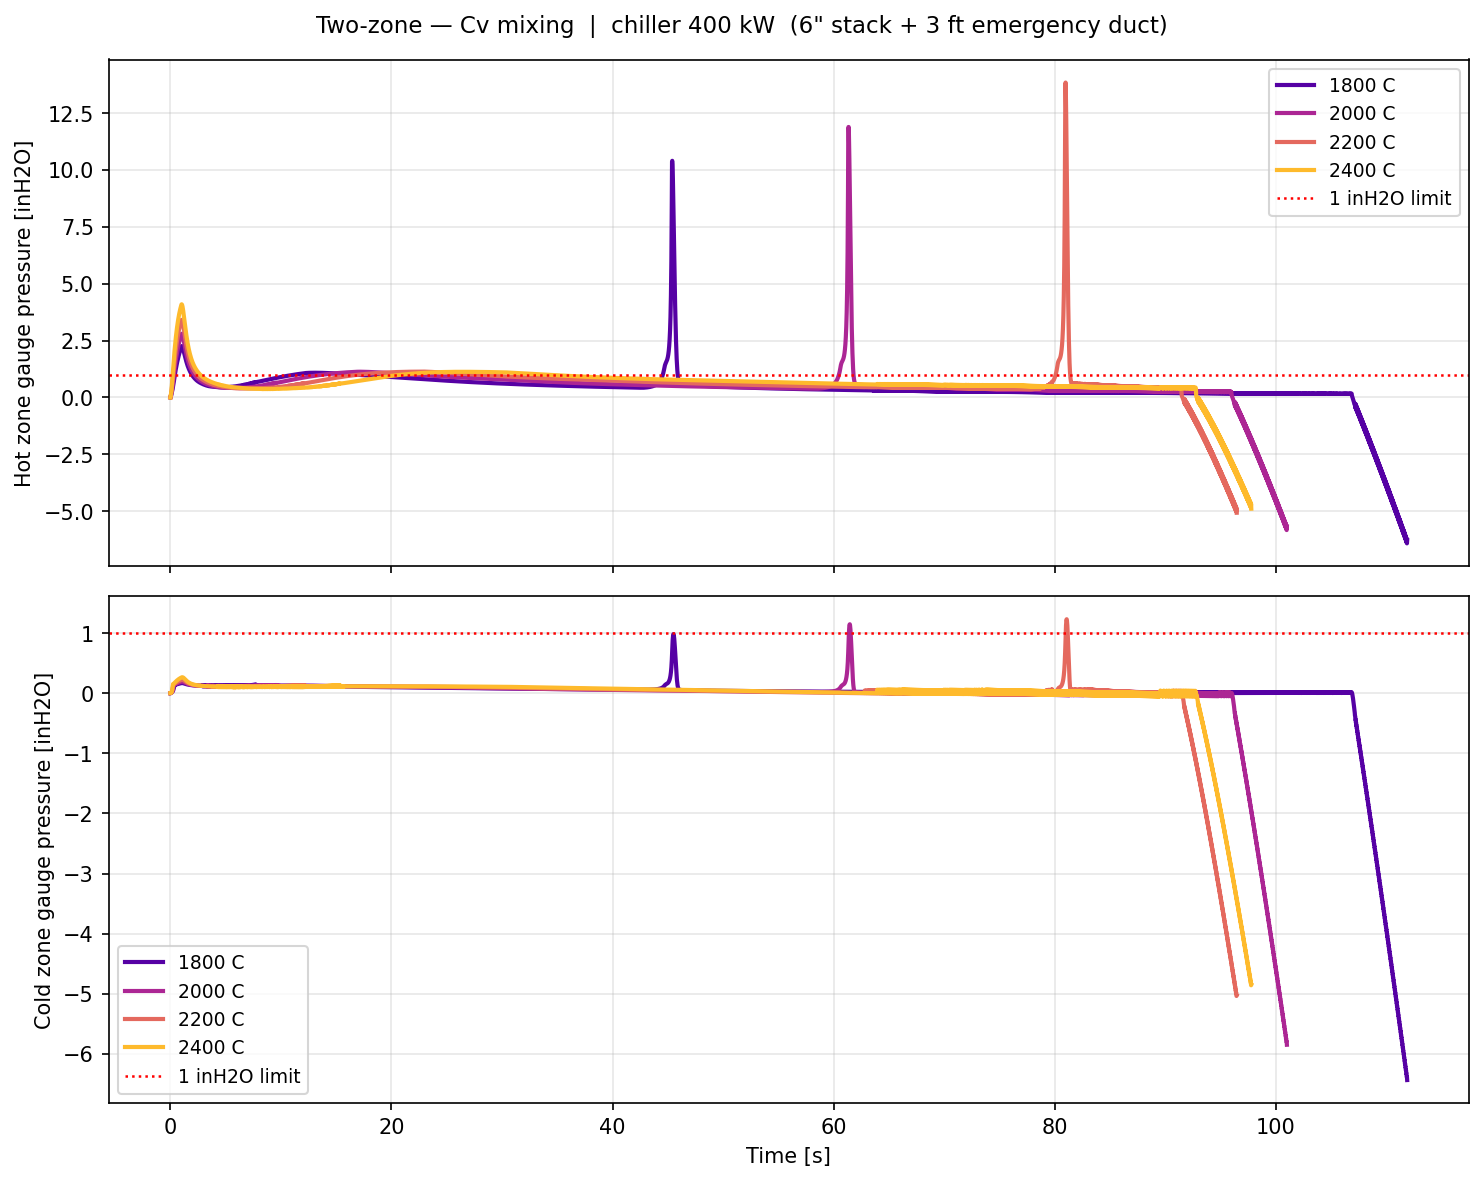 Two-zone — Cv mixing | chiller 400 kW (6" stack + 3 ft emergency duct)
Hot zone gauge pressure [inH2O]
12.5
10.0
7.5
5.0
2.5
0.0
−2.5
−5.0
1800 C
2000 C
2200 C
2400 C
1 inH2O limit
Cold zone gauge pressure [inH2O]
1
0
−1
−2
−3
−4
−5
−6
1800 C
2000 C
2200 C
2400 C
1 inH2O limit
0 20 40 60 80 100
Time [s]